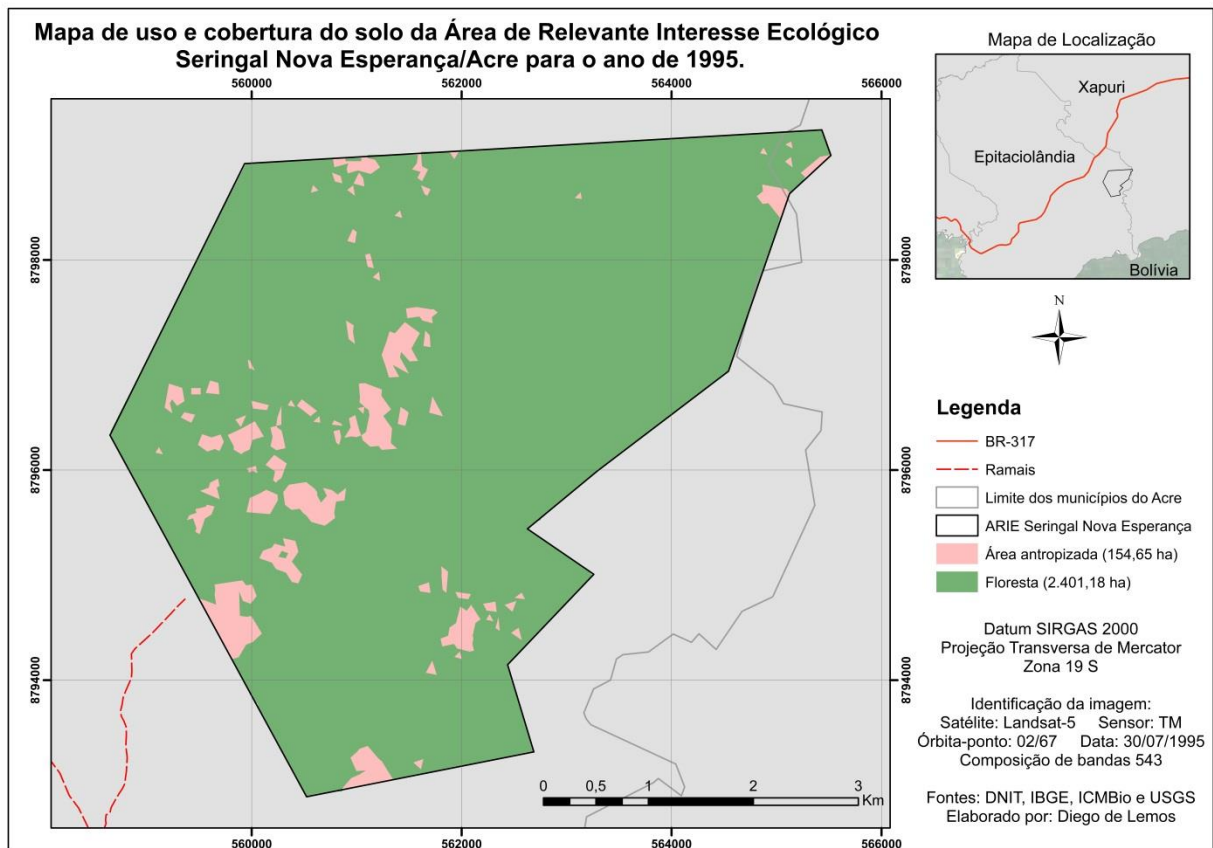 Mapa de uso e cobertura do solo da Área de Relevante Interesse Ecológico
Seringal Nova Esperança/Acre para o ano de 1995.
560000 562000 564000 566000
8798000 8798000
8796000 8796000
8794000 8794000
560000 562000 564000 566000
0 0,5 1 2 3
Km
Mapa de Localização
Xapuri
Epitaciolândia
Bolívia
N
Legenda
BR-317
Ramais
Limite dos municípios do Acre
ARIE Seringal Nova Esperança
Área antropizada (154,65 ha)
Floresta (2.401,18 ha)
Datum SIRGAS 2000
Projeção Transversa de Mercator
Zona 19 S
Identificação da imagem:
Satélite: Landsat-5 Sensor: TM
Órbita-ponto: 02/67 Data: 30/07/1995
Composição de bandas 543
Fontes: DNIT, IBGE, ICMBio e USGS
Elaborado por: Diego de Lemos